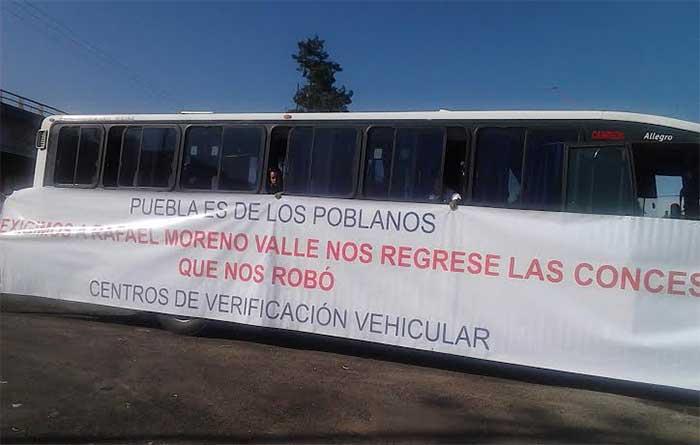 CAMREN
Allegro
PUEBLA ES DE LOS POBLANOS
EXIGIMOS A RAFAEL MORENO VALLE NOS REGRESE LAS CONCES
QUE NOS ROBÓ
CENTROS DE VERIFICACIÓN VEHICULAR